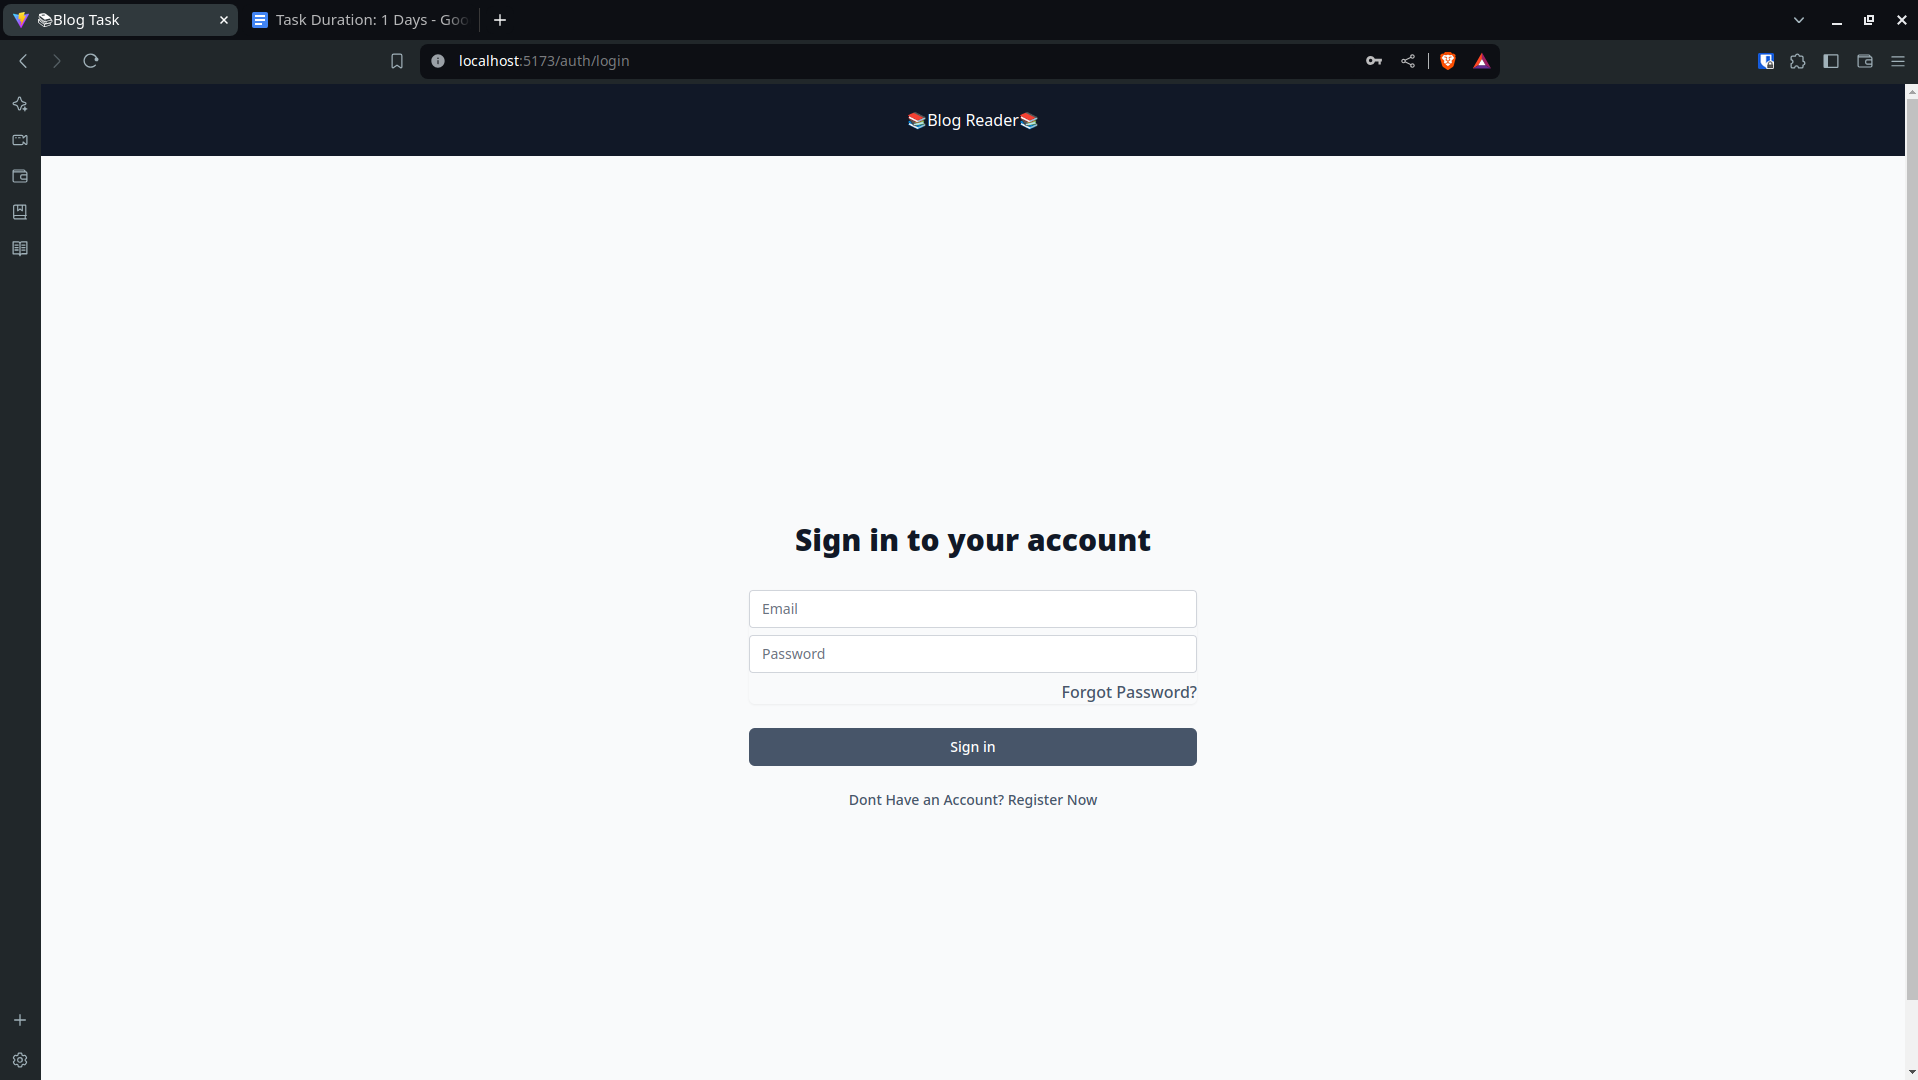 📚Blog Task
Task Duration: 1 Days - Goo
localhost:5173/auth/login
📚Blog Reader📚
Sign in to your account
Email
Password
Forgot Password?
Sign in
Dont Have an Account? Register Now